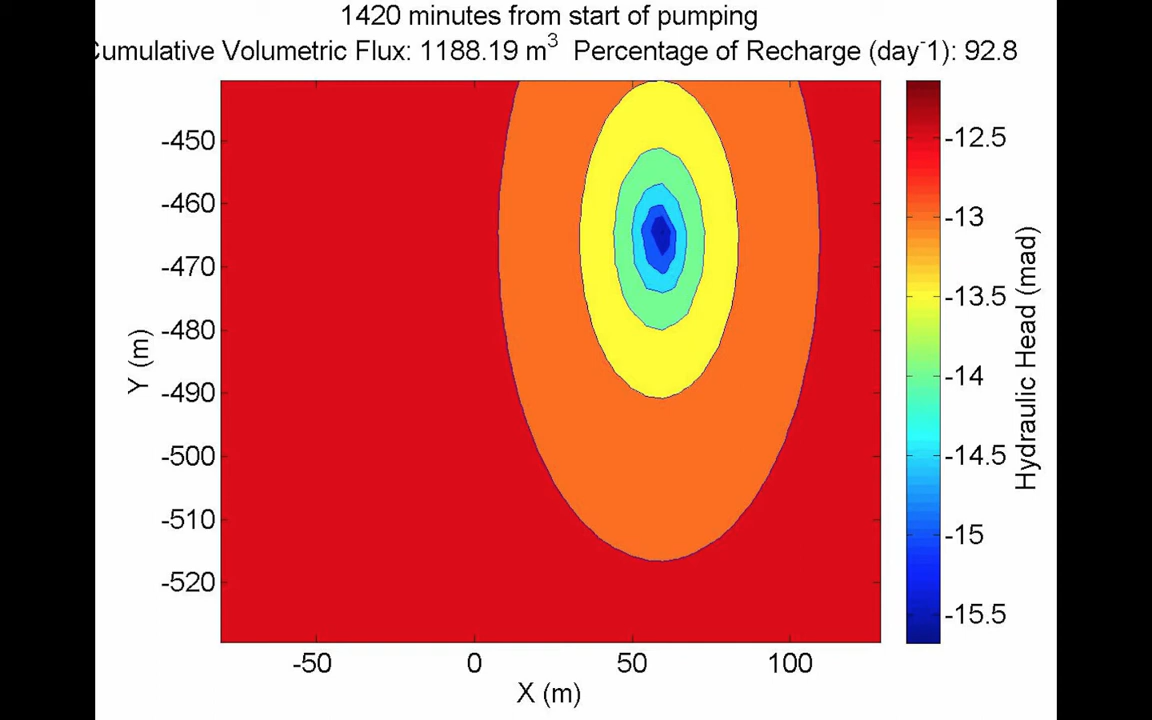 1420 minutes from start of pumping
Cumulative Volumetric Flux: 1188.19 m3 Percentage of Recharge (day-1): 92.8
-450
-460
-470
-480
-490
-500
-510
-520
Y (m)
-50 0 50 100
X (m)
-12.5
-13
-13.5
-14
-14.5
-15
-15.5
Hydraulic Head (mad)